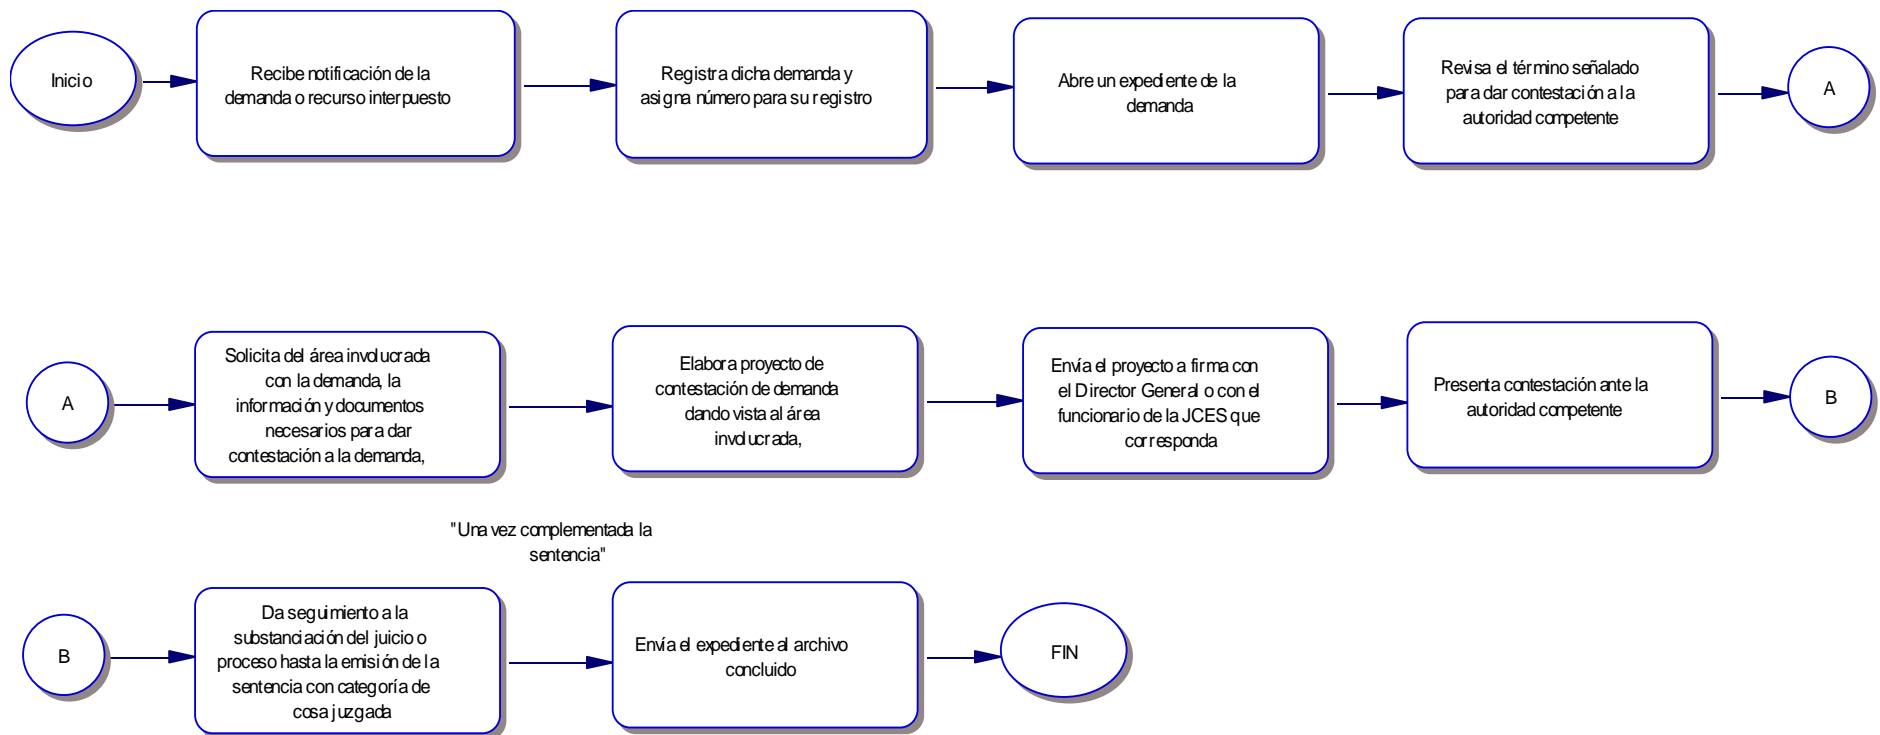 Inicio
Recibe notificación de la
demanda o recurso interpuesto
Registra dicha demanda y
asigna número para su registro
Abre un expediente de la
demanda
Revisa el término señalado
para dar contestación a la
autoridad competente
A
A
Solicita del área involucrada
con la demanda, la
información y documentos
necesarios para dar
contestación a la demanda,
Elabora proyecto de
contestación de demanda
dando vista al área
involucrada,
Envía el proyecto a firma con
el Director General o con el
funcionario de la JCES que
corresponda
Presenta contestación ante la
autoridad competente
B
"Una vez complementada la
sentencia"
B
Da seguimiento a la
substanciación del juicio o
proceso hasta la emisión de la
sentencia con categoría de
cosa juzgada
Envía el expediente al archivo
concluido
FIN